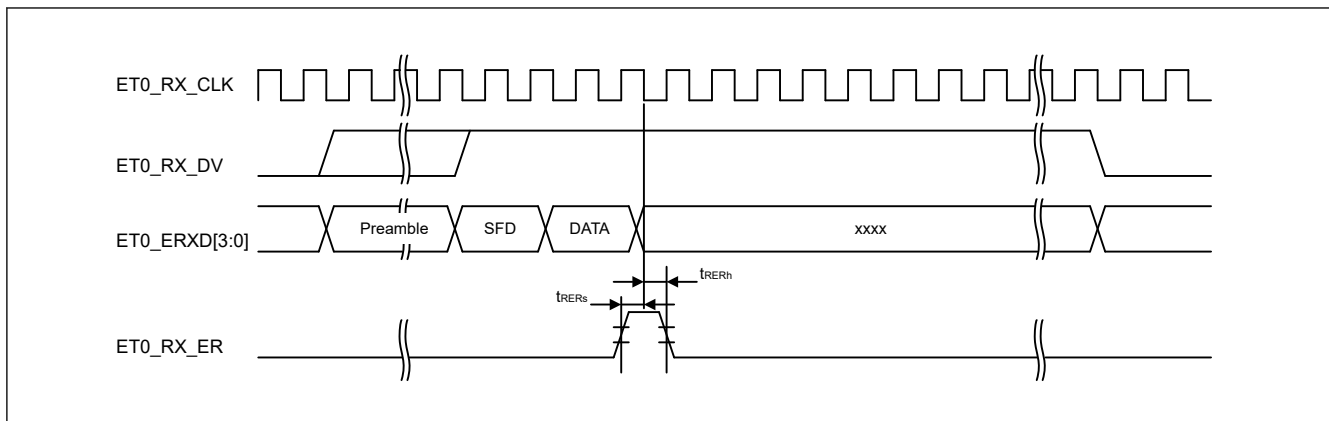 ET0_RX_CLK
ET0_RX_DV
ET0_ERXD[3:0] Preamble SFD DATA xxxx
tRERh
tRERs
ET0_RX_ER